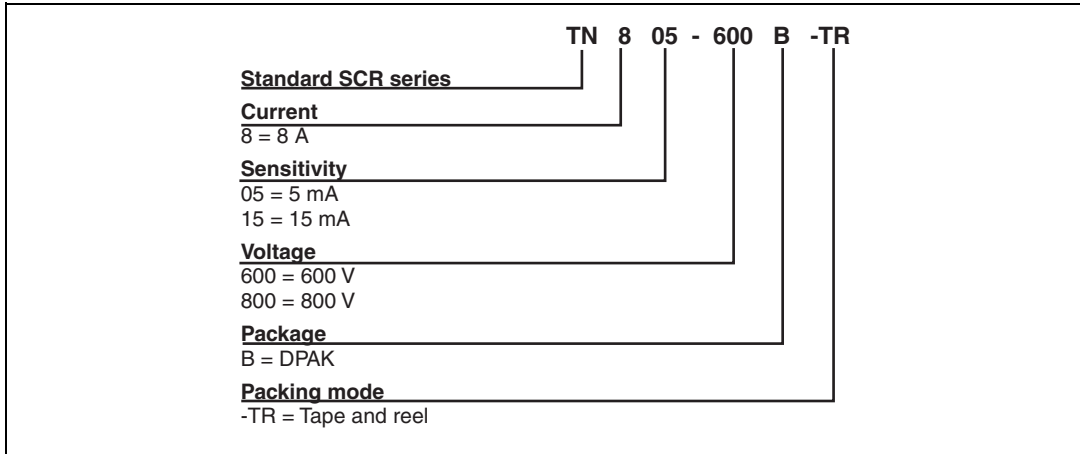 TN 8 05 - 600 B -TR
Standard SCR series
Current
8 = 8 A
Sensitivity
05 = 5 mA
15 = 15 mA
Voltage
600 = 600 V
800 = 800 V
Package
B = DPAK
Packing mode
-TR = Tape and reel